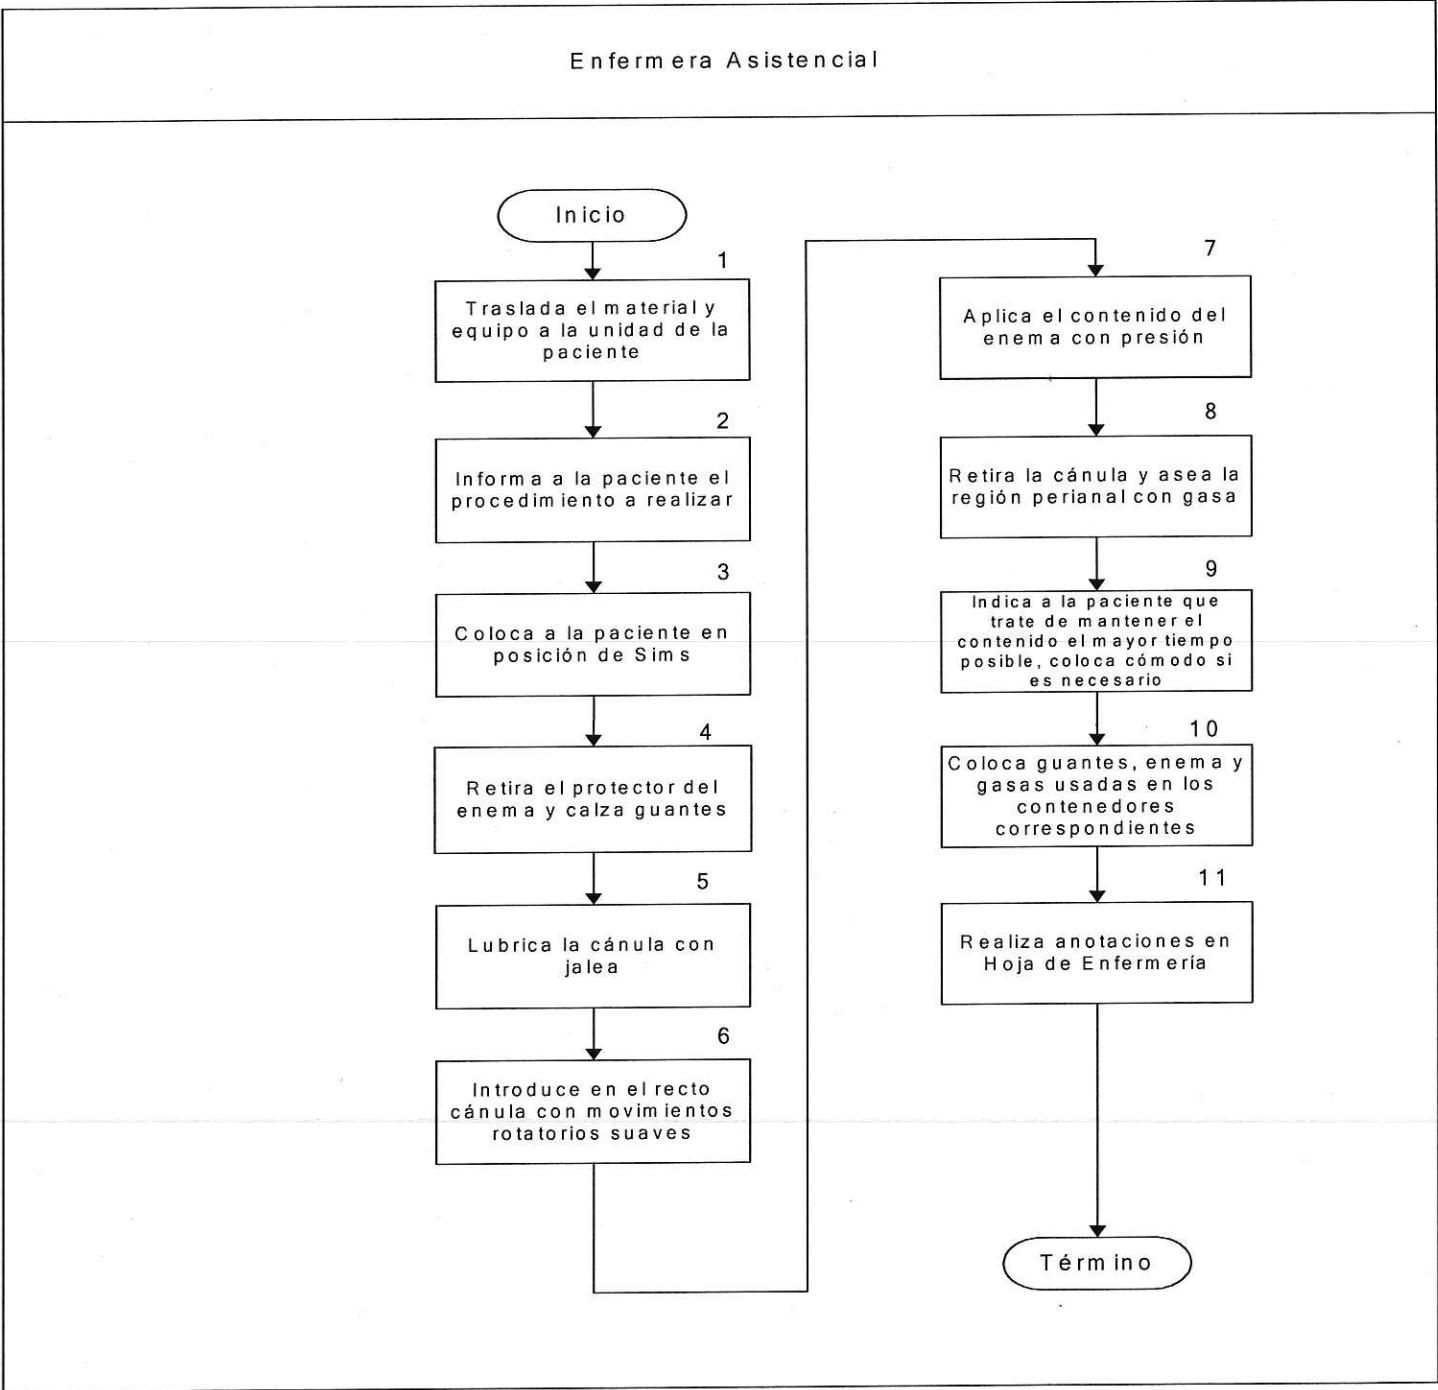 Enfermera Asistencial
Inicio
1
Traslada el material y
equipo a la unidad de la
paciente
2
Informa a la paciente el
procedimiento a realizar
3
Coloca a la paciente en
posición de Sims
4
Retira el protector del
enema y calza guantes
5
Lubrica la cánula con
jalea
6
Introduce en el recto
cánula con movimientos
rotatorios suaves
7
Aplica el contenido del
enema con presión
8
Retira la cánula y asea la
región perianal con gasa
9
Indica a la paciente que
trate de mantener el
contenido el mayor tiempo
posible, coloca cómodo si
es necesario
10
Coloca guantes, enema y
gasas usadas en los
contenedores
correspondientes
11
Realiza anotaciones en
Hoja de Enfermería
Término